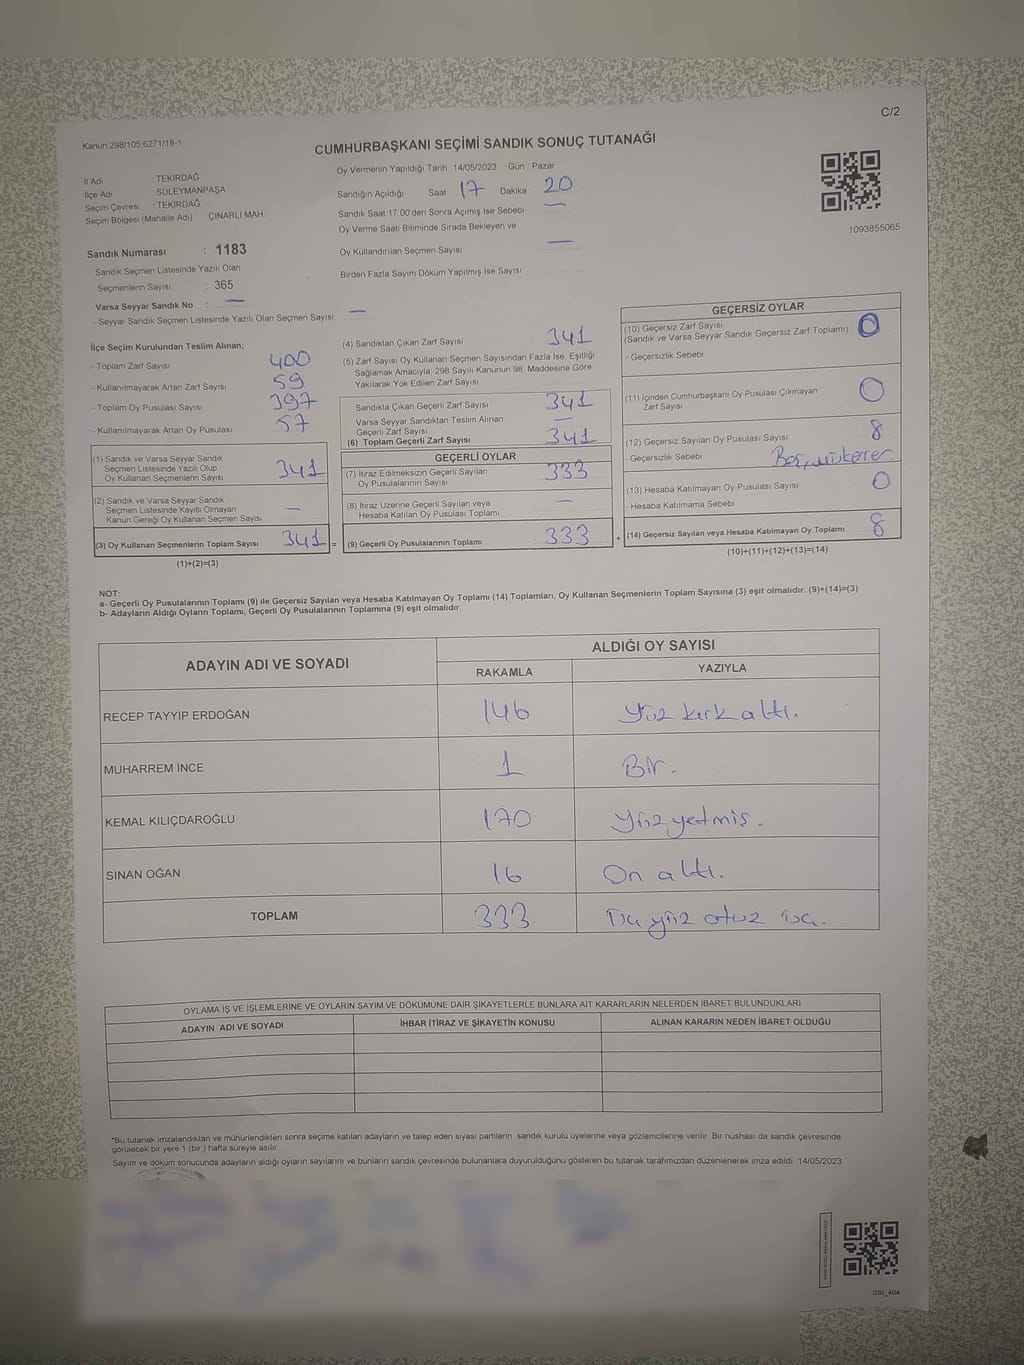 C/2
Kanun:298/105;6271/18-1
CUMHURBAŞKANI SEÇİMİ SANDIK SONUÇ TUTANAĞI
1093855065
İl Adı TEKİRDAĞ
İlçe Adı SÜLEYMANPAŞA
Seçim Çevresi :TEKİRDAĞ
Seçim Bölgesi (Mahalle Adı) ÇINARLI MAH.
Sandık Numarası : 1183
- Sandık Seçmen Listesinde Yazılı Olan
Seçmenlerin Sayısı : 365
Varsa Seyyar Sandık No : —
- Seyyar Sandık Seçmen Listesinde Yazılı Olan Seçmen Sayısı: —
Oy Vermenin Yapıldığı Tarih : 14/05/2023 Gün : Pazar
Sandığın Açıldığı Saat : 17 Dakika : 20
Sandık Saat 17:00'den Sonra Açımış İse Sebebi —
Oy Verme Saati Bitiminde Sırada Bekleyen ve
Oy Kullandırılan Seçmen Sayısı —
Birden Fazla Sayım Döküm Yapılmış İse Sayısı
İlçe Seçim Kurulundan Teslim Alınan;
- Toplam Zarf Sayısı 400
- Kullanılmayarak Artan Zarf Sayısı 59
- Toplam Oy Pusulası Sayısı 397
- Kullanılmayarak Artan Oy Pusulası 57
(1) Sandık ve Varsa Seyyar Sandık
Seçmen Listesinde Yazılı Olup
Oy Kullanan Seçmenlerin Sayısı 341
(2) Sandık ve Varsa Seyyar Sandık
Seçmen Listesinde Kayıtlı Olmayan
Kanun Gereği Oy Kullanan Seçmen Sayısı —
(3) Oy Kullanan Seçmenlerin Toplam Sayısı 341 =
(1)+(2)=(3)
(4) Sandıktan Çıkan Zarf Sayısı 341
(5) Zarf Sayısı Oy Kullanan Seçmen Sayısından Fazla İse, Eşitliği
Sağlamak Amacıyla, 298 Sayılı Kanunun 98. Maddesine Göre
Yakılarak Yok Edilen Zarf Sayısı
Sandıkta Çıkan Geçerli Zarf Sayısı 341
Varsa Seyyar Sandıktan Teslim Alınan
Geçerli Zarf Sayısı —
(6) Toplam Geçerli Zarf Sayısı 341
GEÇERLİ OYLAR
(7) İtiraz Edilmeksizin Geçerli Sayılan
Oy Pusulalarının Sayısı 333
(8) İtiraz Üzerine Geçerli Sayılan veya
Hesaba Katılan Oy Pusulası Toplamı —
(9) Geçerli Oy Pusulalarının Toplamı 333 +
GEÇERSİZ OYLAR
(10) Geçersiz Zarf Sayısı
(Sandık ve Varsa Seyyar Sandık Geçersiz Zarf Toplamı) 0
- Geçersizlik Sebebi
(11) İçinden Cumhurbaşkanı Oy Pusulası Çıkmayan
Zarf Sayısı 0
(12) Geçersiz Sayılan Oy Pusulası Sayısı 8
- Geçersizlik Sebebi Boş, mükerrer
(13) Hesaba Katılmayan Oy Pusulası Sayısı 0
- Hesaba Katılmama Sebebi
(14) Geçersiz Sayılan veya Hesaba Katılmayan Oy Toplamı 8
(10)+(11)+(12)+(13)=(14)
NOT:
a- Geçerli Oy Pusulalarının Toplamı (9) ile Geçersiz Sayılan veya Hesaba Katılmayan Oy Toplamı (14) Toplamları, Oy Kullanan Seçmenlerin Toplam Sayısına (3) eşit olmalıdır. (9)+(14)=(3)
b- Adayların Aldığı Oyların Toplamı, Geçerli Oy Pusulalarının Toplamına (9) eşit olmalıdır.
ADAYIN ADI VE SOYADI ALDIĞI OY SAYISI
RAKAMLA YAZIYLA
RECEP TAYYİP ERDOĞAN 146 Yüz kırk altı.
MUHARREM İNCE 1 Bir.
KEMAL KILIÇDAROĞLU 170 Yüz yetmiş.
SİNAN OĞAN 16 On altı.
TOPLAM 333 yüz otuz
OYLAMA İŞ VE İŞLEMLERİNE VE OYLARIN SAYIM VE DÖKÜMÜNE DAİR ŞİKAYETLERLE BUNLARA AİT KARARLARIN NELERDEN İBARET BULUNDUKLARI
ADAYIN ADI VE SOYADI İHBAR İTİRAZ VE ŞİKAYETİN KONUSU ALINAN KARARIN NEDEN İBARET OLDUĞU
*Bu tutanak imzalandıktan ve mühürlendikten sonra seçime katılan adayların ve talep eden siyasi partilerin sandık kurulu üyelerine veya gözlemcilerine verilir. Bir nüshası da sandık çevresinde
görülecek bir yere 1 (bir ) hafta süreyle asılır.
Sayım ve döküm sonucunda adayların aldığı oyların sayılarını ve bunların sandık çevresinde bulunanlara duyurulduğunu gösteren bu tutanak tarafımızdan düzenlenerek imza edildi. 14/05/2023
SSI_404